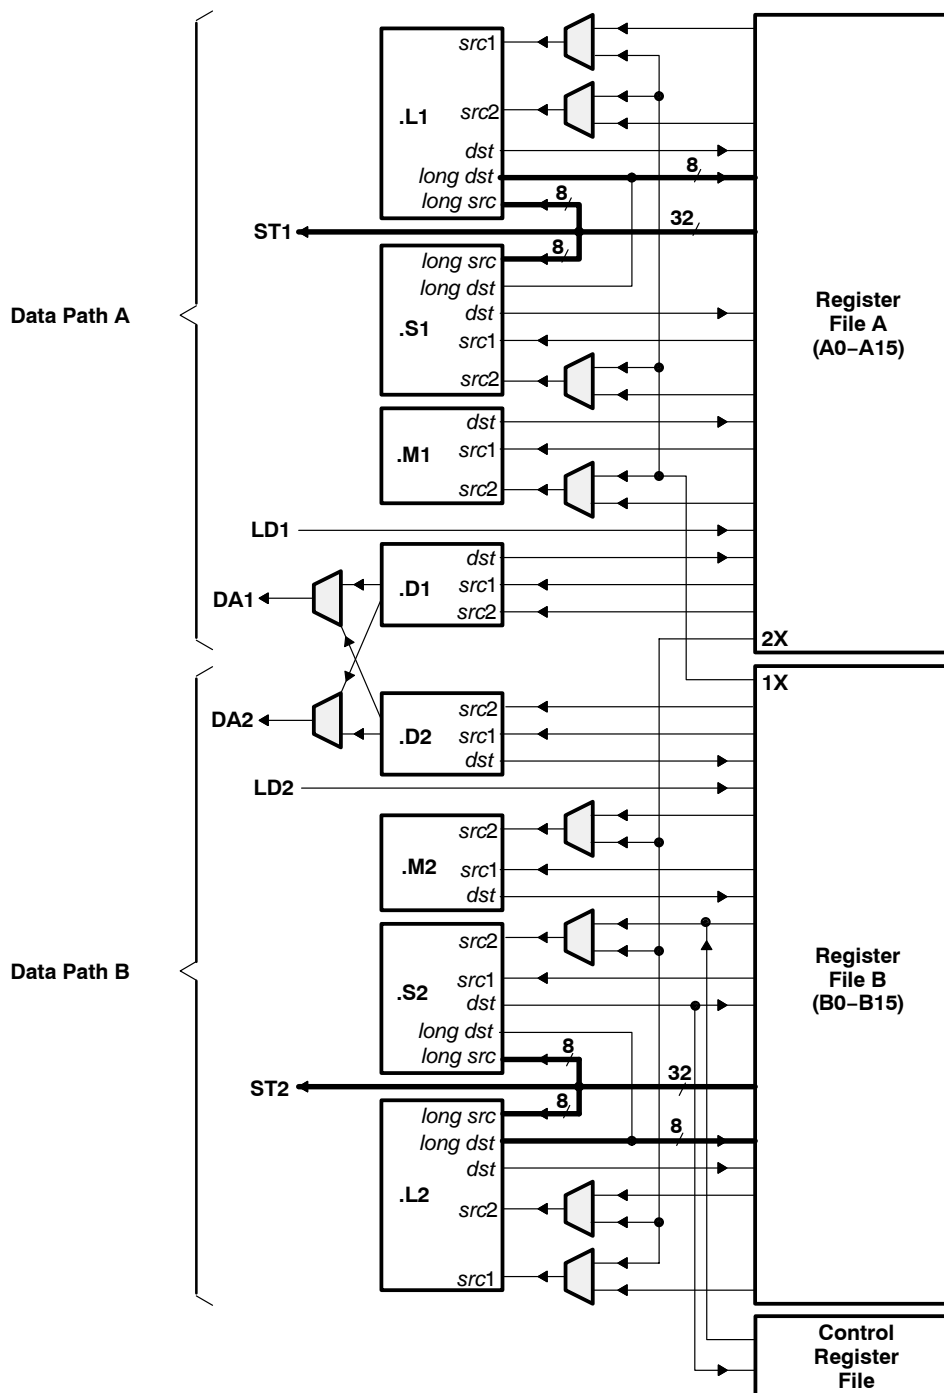 src1
.L1
src2
dst
long dst
8
long src
8
ST1
32
8
long src
long dst
Data Path A
dst
.S1
src1
src2
Register
File A
(A0−A15)
dst
.M1
src1
src2
LD1
dst
.D1
src1
DA1
src2
2X
1X
src2
DA2
.D2
src1
dst
LD2
src2
.M2
src1
dst
src2
Data Path B
src1
.S2
dst
long dst
8
long src
Register
File B
(B0−B15)
ST2
32
8
long src
long dst
8
dst
.L2
src2
src1
Control
Register
File